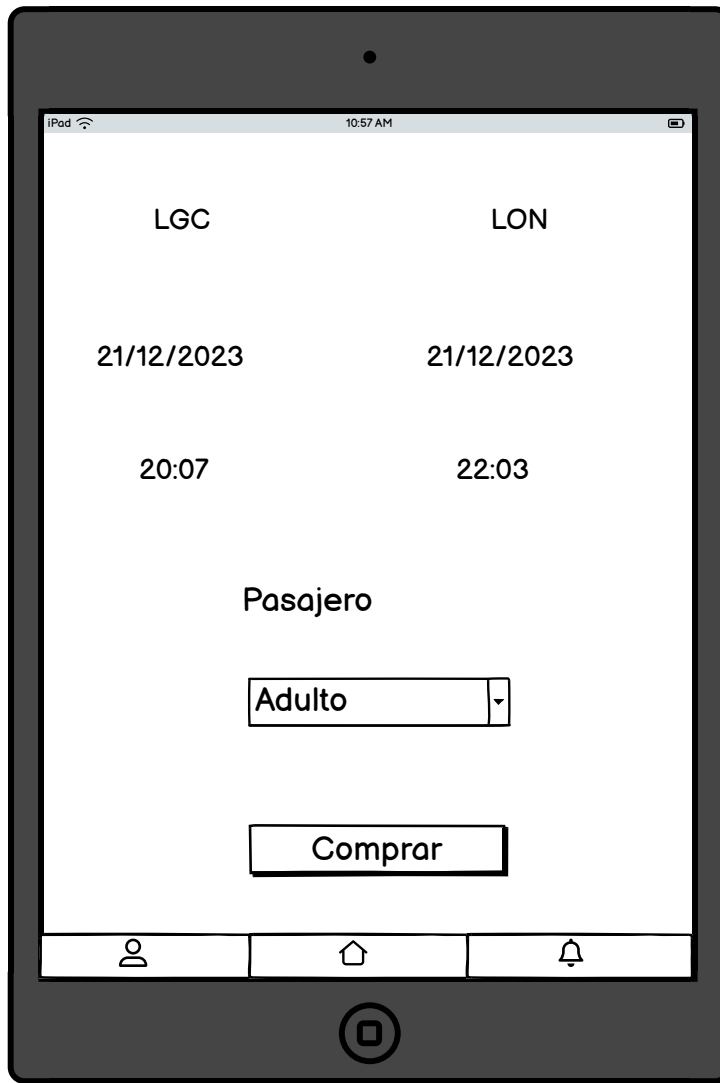 iPad 10:57 AM
LGC LON
21/12/2023 21/12/2023
20:07 22:03
Pasajero
Adulto
Comprar